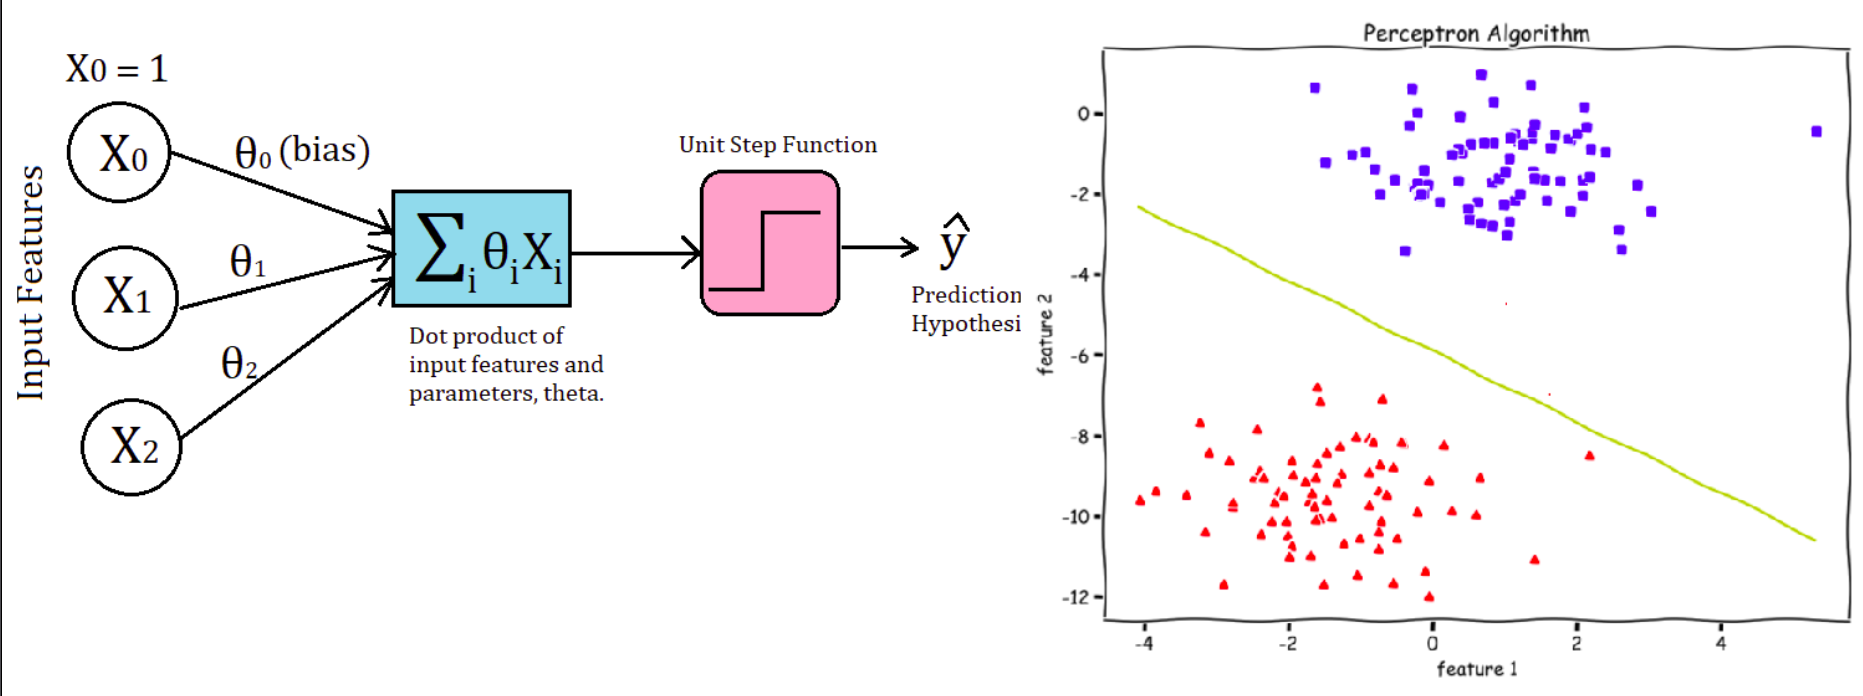 X0 = 1
X0
θ0 (bias)
Input Features
X1
θ1
X2
θ2
∑i θiXi
Dot product of
input features and
parameters, theta.
Unit Step Function
ŷ
Prediction
Hypothesi
Perceptron Algorithm
feature 2
0
-2
-4
-6
-8
-10
-12
-4 -2 0 2 4
feature 1